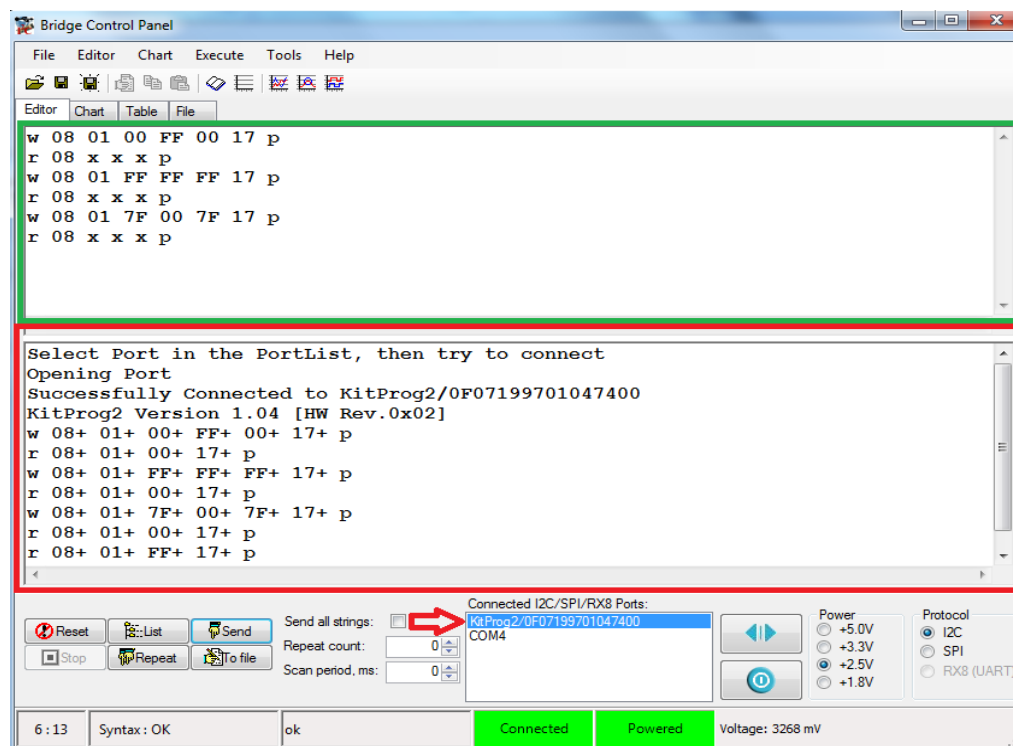 Bridge Control Panel
File Editor Chart Execute Tools Help
Editor Chart Table File
w 08 01 00 FF 00 17 p
r 08 x x x p
w 08 01 FF FF FF 17 p
r 08 x x x p
w 08 01 7F 00 7F 17 p
r 08 x x x p
Select Port in the PortList, then try to connect
Opening Port
Successfully Connected to KitProg2/0F07199701047400
KitProg2 Version 1.04 [HW Rev.0x02]
w 08+ 01+ 00+ FF+ 00+ 17+ p
r 08+ 01+ 00+ 17+ p
w 08+ 01+ FF+ FF+ FF+ 17+ p
r 08+ 01+ 00+ 17+ p
w 08+ 01+ 7F+ 00+ 7F+ 17+ p
r 08+ 01+ 00+ 17+ p
r 08+ 01+ FF+ 17+ p
Reset List Send
Stop Repeat To file
Send all strings:
Repeat count: 0
Scan period, ms: 0
Connected I2C/SPI/RX8 Ports:
KitProg2/0F07199701047400
COM4
Power
+5.0V
+3.3V
+2.5V
+1.8V
Protocol
I2C
SPI
RX8 (UART)
6 : 13 Syntax : OK ok Connected Powered Voltage: 3268 mV